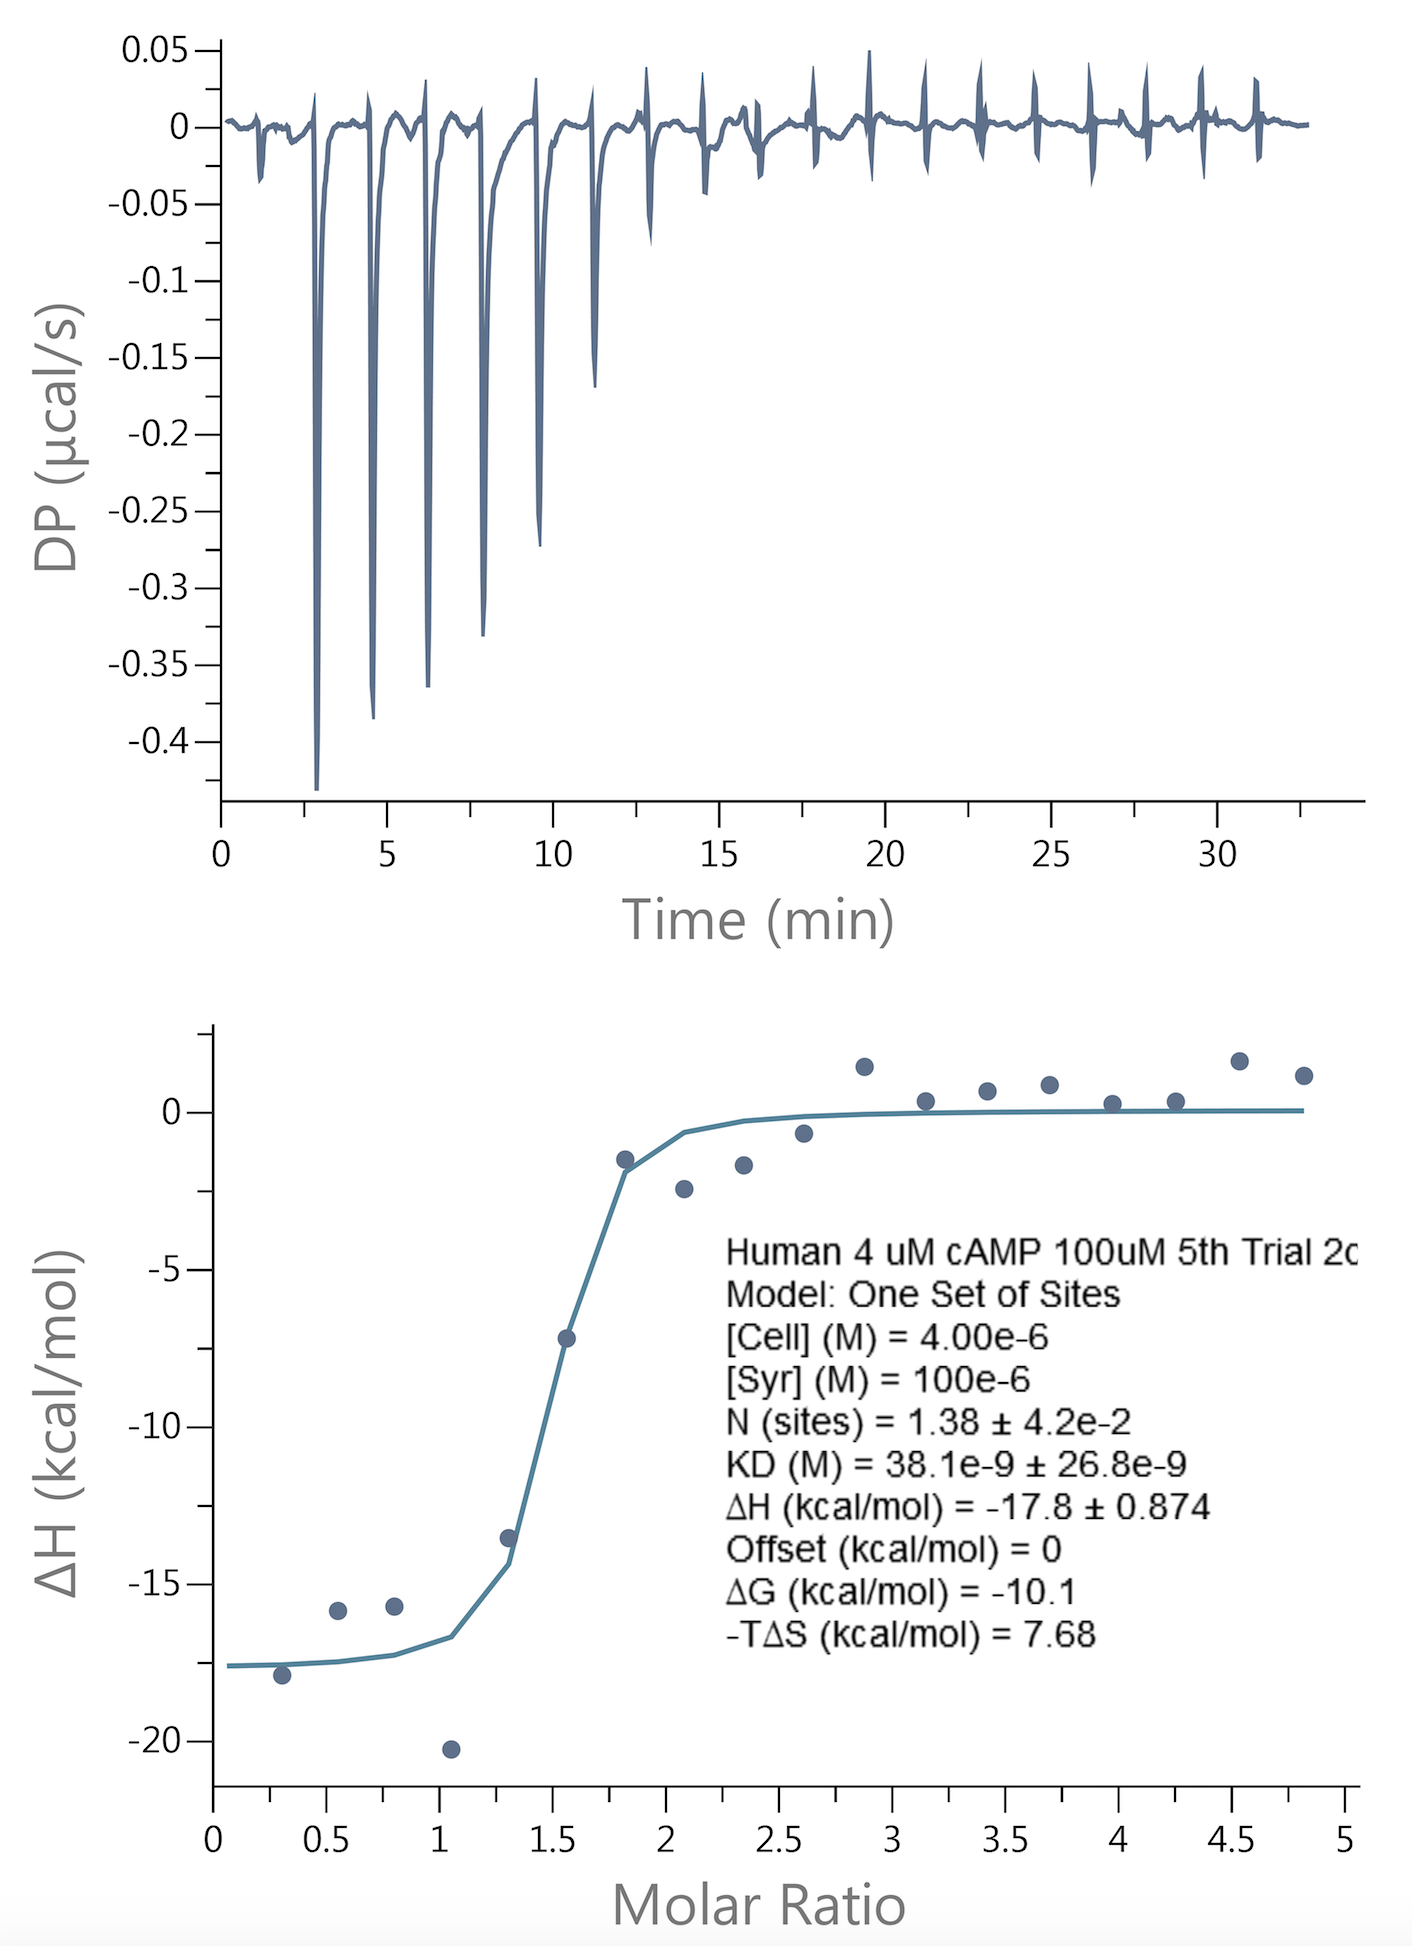 0.05
0
-0.05
-0.1
-0.15
-0.2
-0.25
-0.3
-0.35
-0.4
DP (µcal/s)
0 5 10 15 20 25 30
Time (min)
0
-5
-10
-15
-20
ΔH (kcal/mol)
Human 4 uM cAMP 100uM 5th Trial
Model: One Set of Sites
[Cell] (M) = 4.00e-6
[Syr] (M) = 100e-6
N (sites) = 1.38 ± 4.2e-2
KD (M) = 38.1e-9 ± 26.8e-9
ΔH (kcal/mol) = -17.8 ± 0.874
Offset (kcal/mol) = 0
ΔG (kcal/mol) = -10.1
-TΔS (kcal/mol) = 7.68
0 0.5 1 1.5 2 2.5 3 3.5 4 4.5 5
Molar Ratio